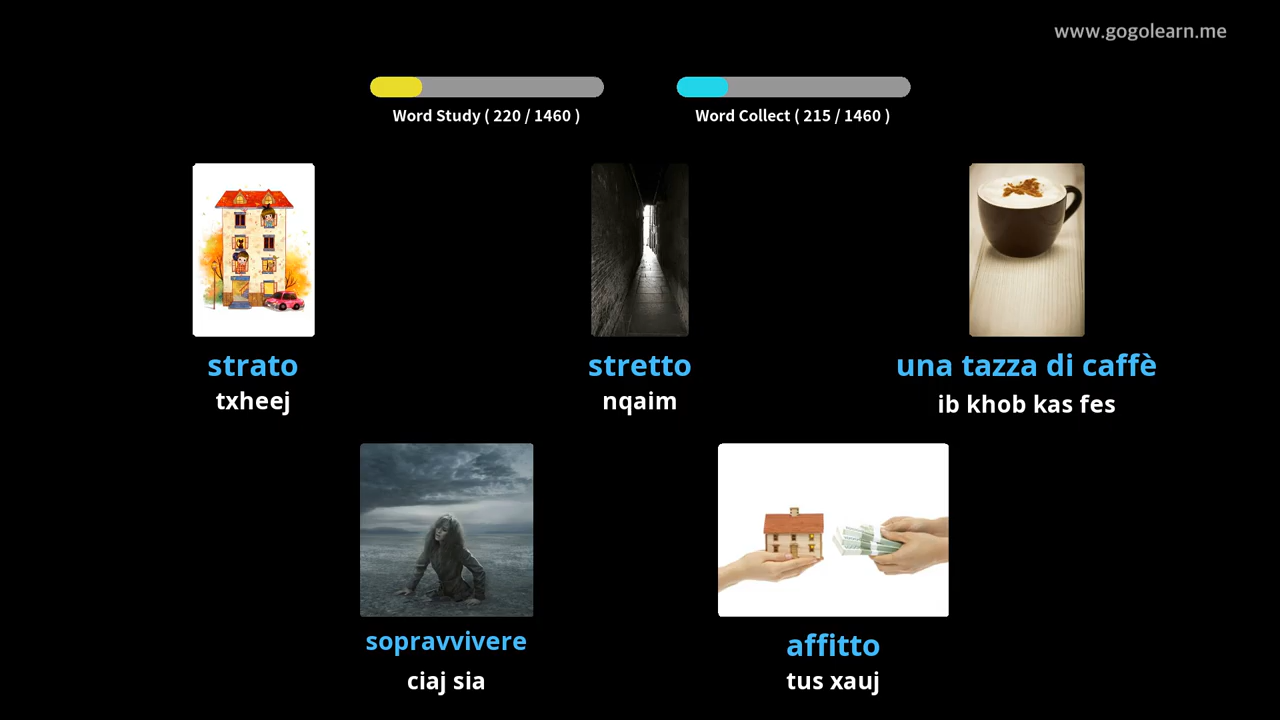 www.gogolearn.me
Word Study ( 220 / 1460 )
Word Collect ( 215 / 1460 )
strato
txheej
stretto
nqaim
una tazza di caffè
ib khob kas fes
sopravvivere
ciaj sia
affitto
tus xauj